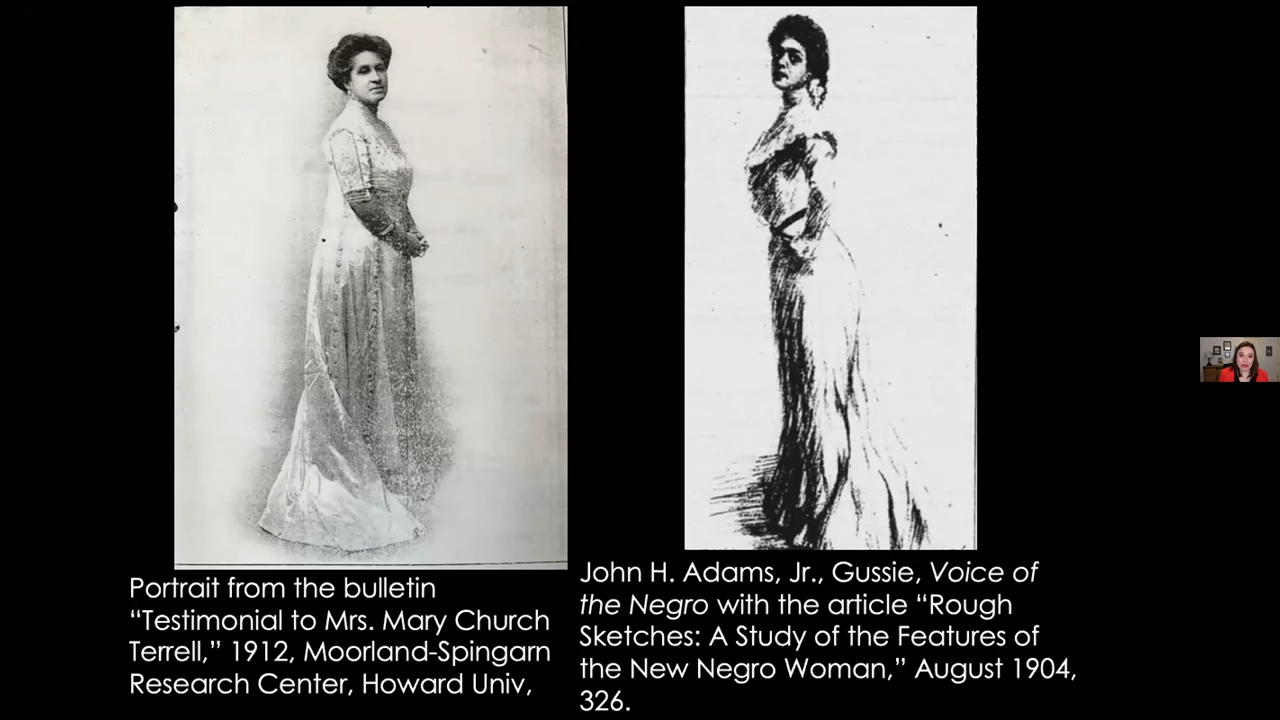 Portrait from the bulletin
“Testimonial to Mrs. Mary Church
Terrell,” 1912, Moorland-Spingarn
Research Center, Howard Univ,
John H. Adams, Jr., Gussie, Voice of
the Negro with the article “Rough
Sketches: A Study of the Features of
the New Negro Woman,” August 1904,
326.